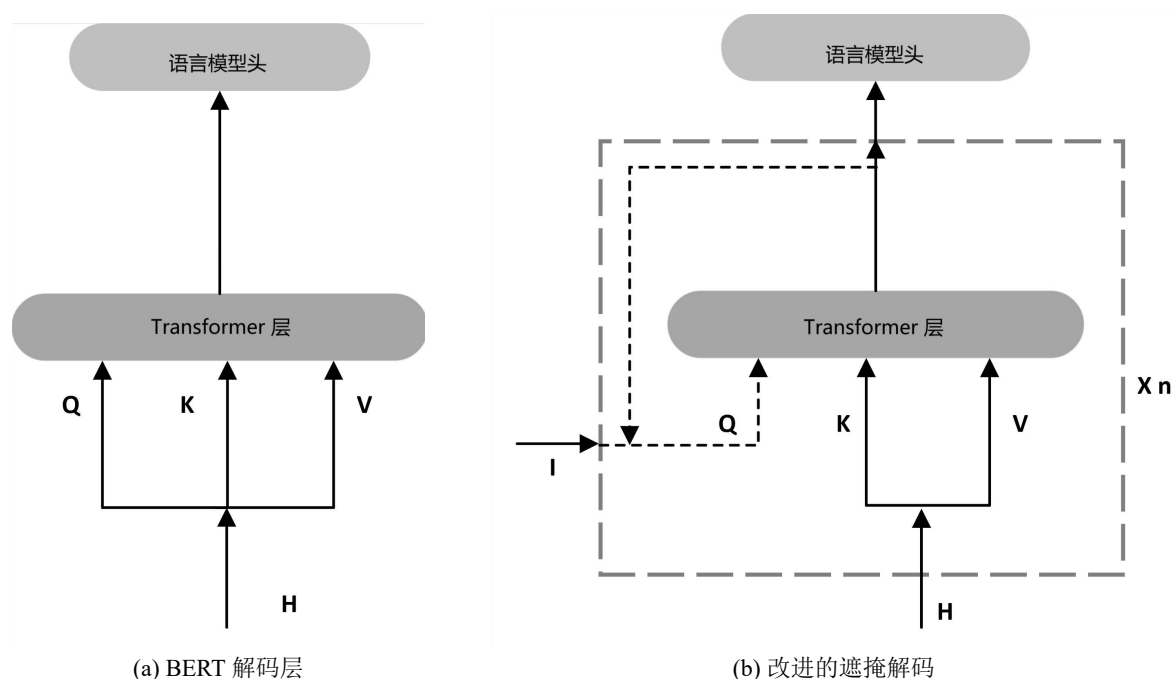 语言模型头
Transformer 层
Q
K
V
H
(a) BERT 解码层
语言模型头
Transformer 层
X n
Q
K
V
I
H
(b) 改进的遮掩解码